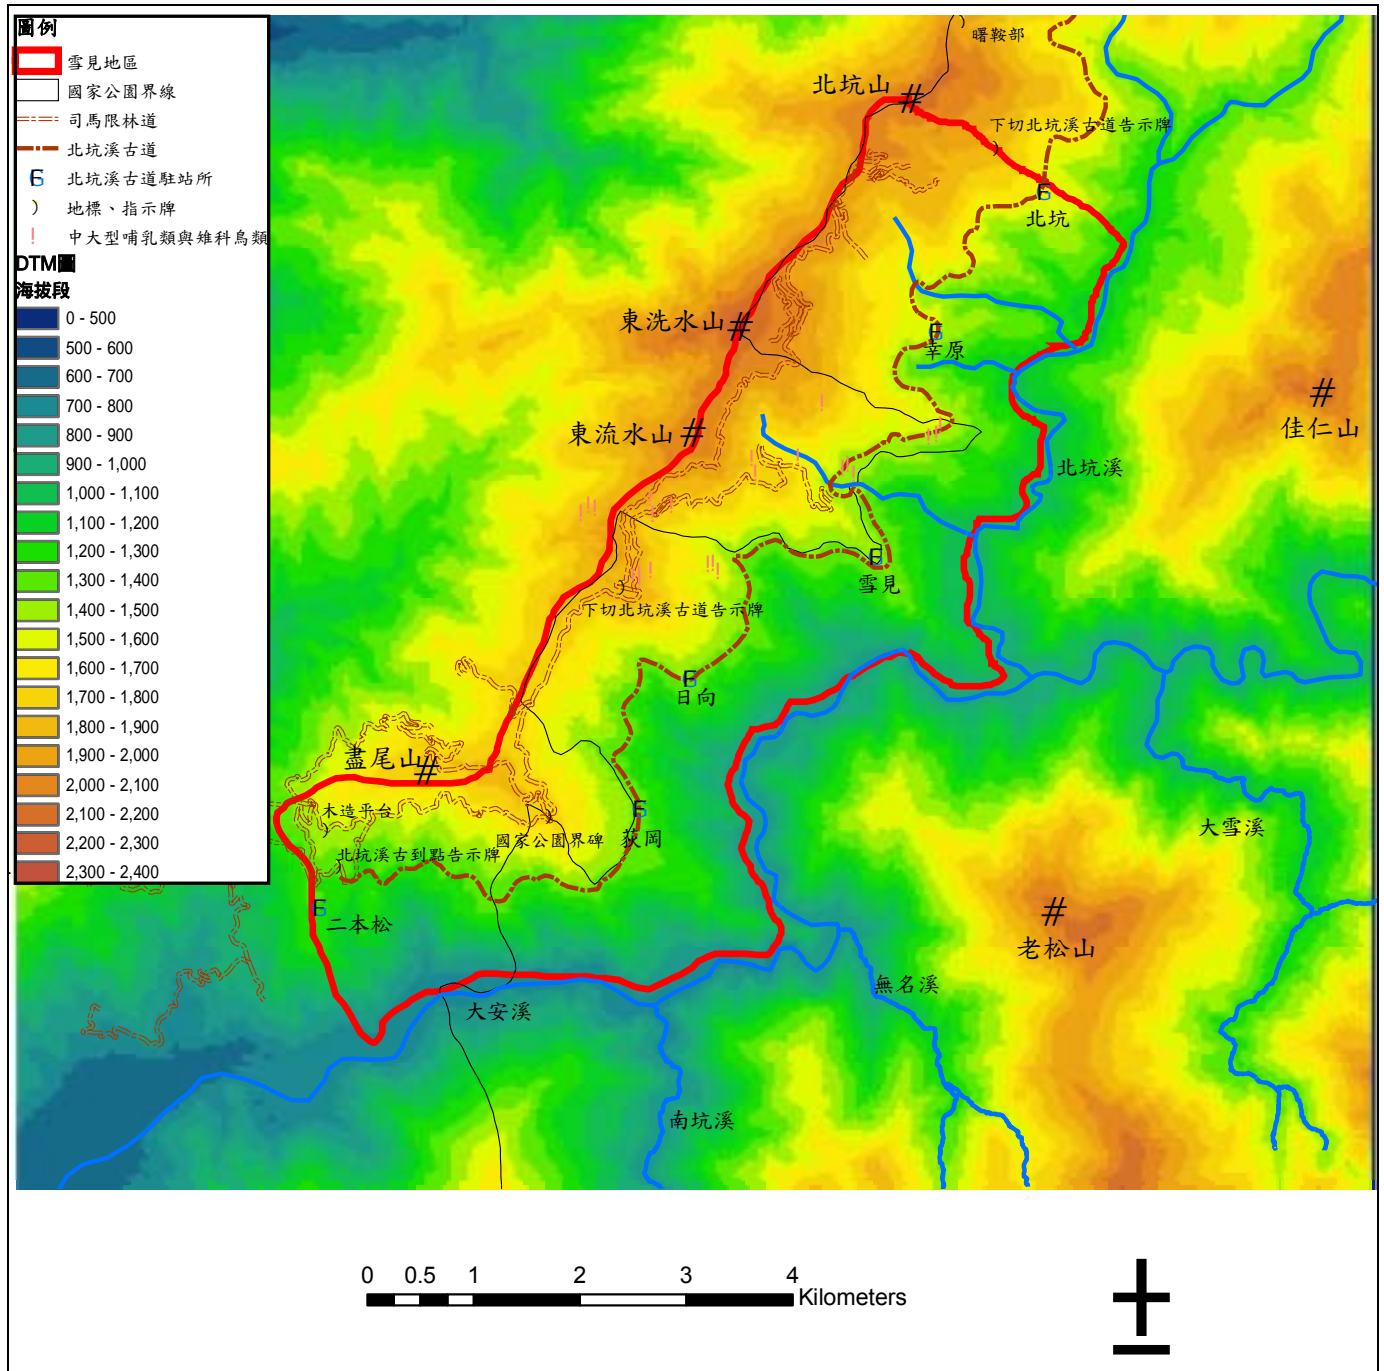 圖例
雪見地區
國家公園界線
司馬限林道
北坑溪古道
北坑溪古道駐站所
地標、指示牌
中大型哺乳類與雉科鳥類
DTM圖
海拔段
0 - 500
500 - 600
600 - 700
700 - 800
800 - 900
900 - 1,000
1,000 - 1,100
1,100 - 1,200
1,200 - 1,300
1,300 - 1,400
1,400 - 1,500
1,500 - 1,600
1,600 - 1,700
1,700 - 1,800
1,800 - 1,900
1,900 - 2,000
2,000 - 2,100
2,100 - 2,200
2,200 - 2,300
2,300 - 2,400
曙鞍部
北坑山
下切北坑溪古道告示牌
北坑
東洗水山
幸原
佳仁山
東流水山
北坑溪
雪見
下切北坑溪古道告示牌
日向
盡尾山
木造平台
國家公園界碑
荻岡
大雪溪
北坑溪古到點告示牌
二本松
老松山
無名溪
大安溪
南坑溪
0 0.5 1 2 3 4
Kilometers